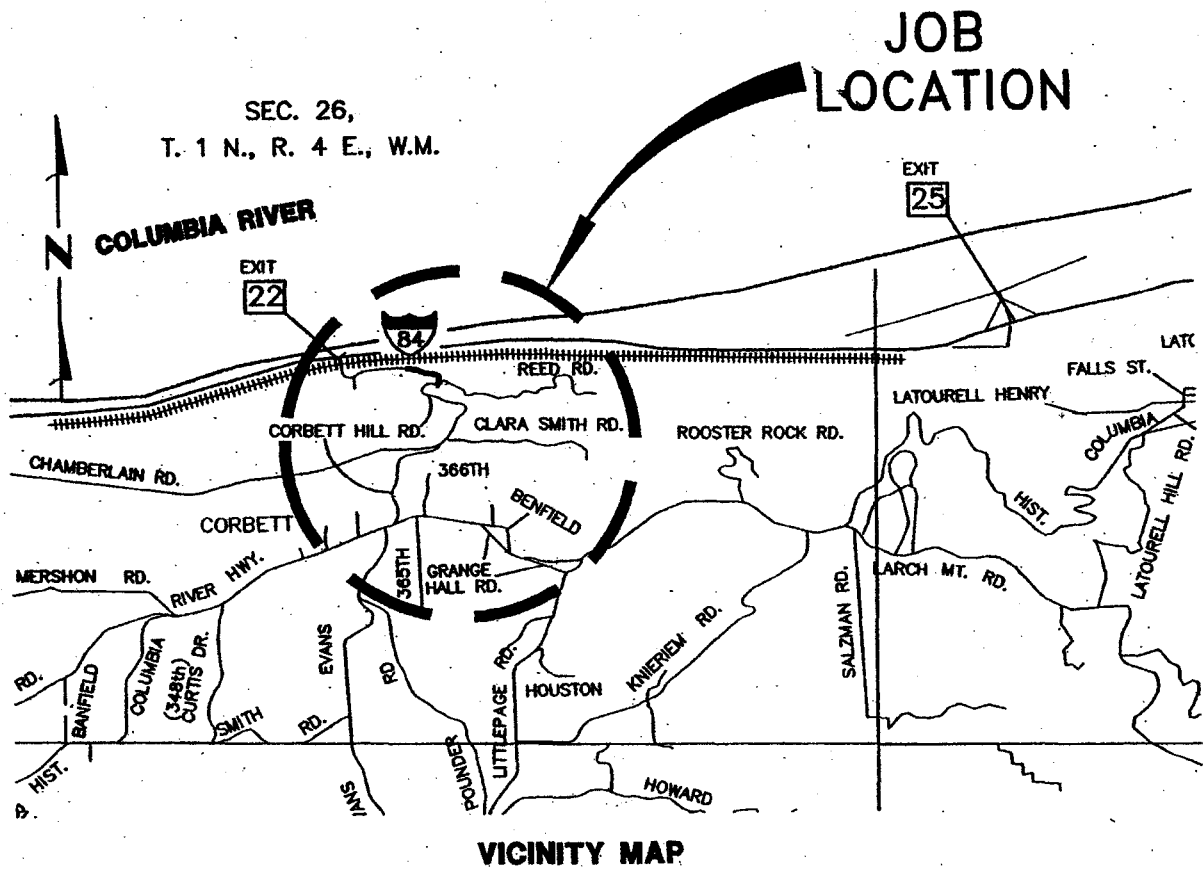 JOB
LOCATION
SEC. 26,
T. 1 N., R. 4 E., W.M.
EXIT
25
N
COLUMBIA RIVER
EXIT
22
84
REED RD.
LATC
FALLS ST.
LATOURELL HENRY
COLUMBIA
CORBETT HILL RD.
CLARA SMITH RD.
ROOSTER ROCK RD.
LATOURELL HILL RD.
CHAMBERLAIN RD.
366TH
HIST.
BENFIELD
CORBETT
MERSHON RD.
RIVER HWY.
365TH
GRANGE
HALL RD.
LARCH MT. RD.
SALZMAN RD.
KNIERIEM RD.
EVANS
RD
LITTLEPAGE RD.
HOUSTON
RD.
BANFIELD
COLUMBIA
(348th)
CURTIS DR.
SMITH RD.
HIST.
ANS
POUNDER
HOWARD
VICINITY MAP